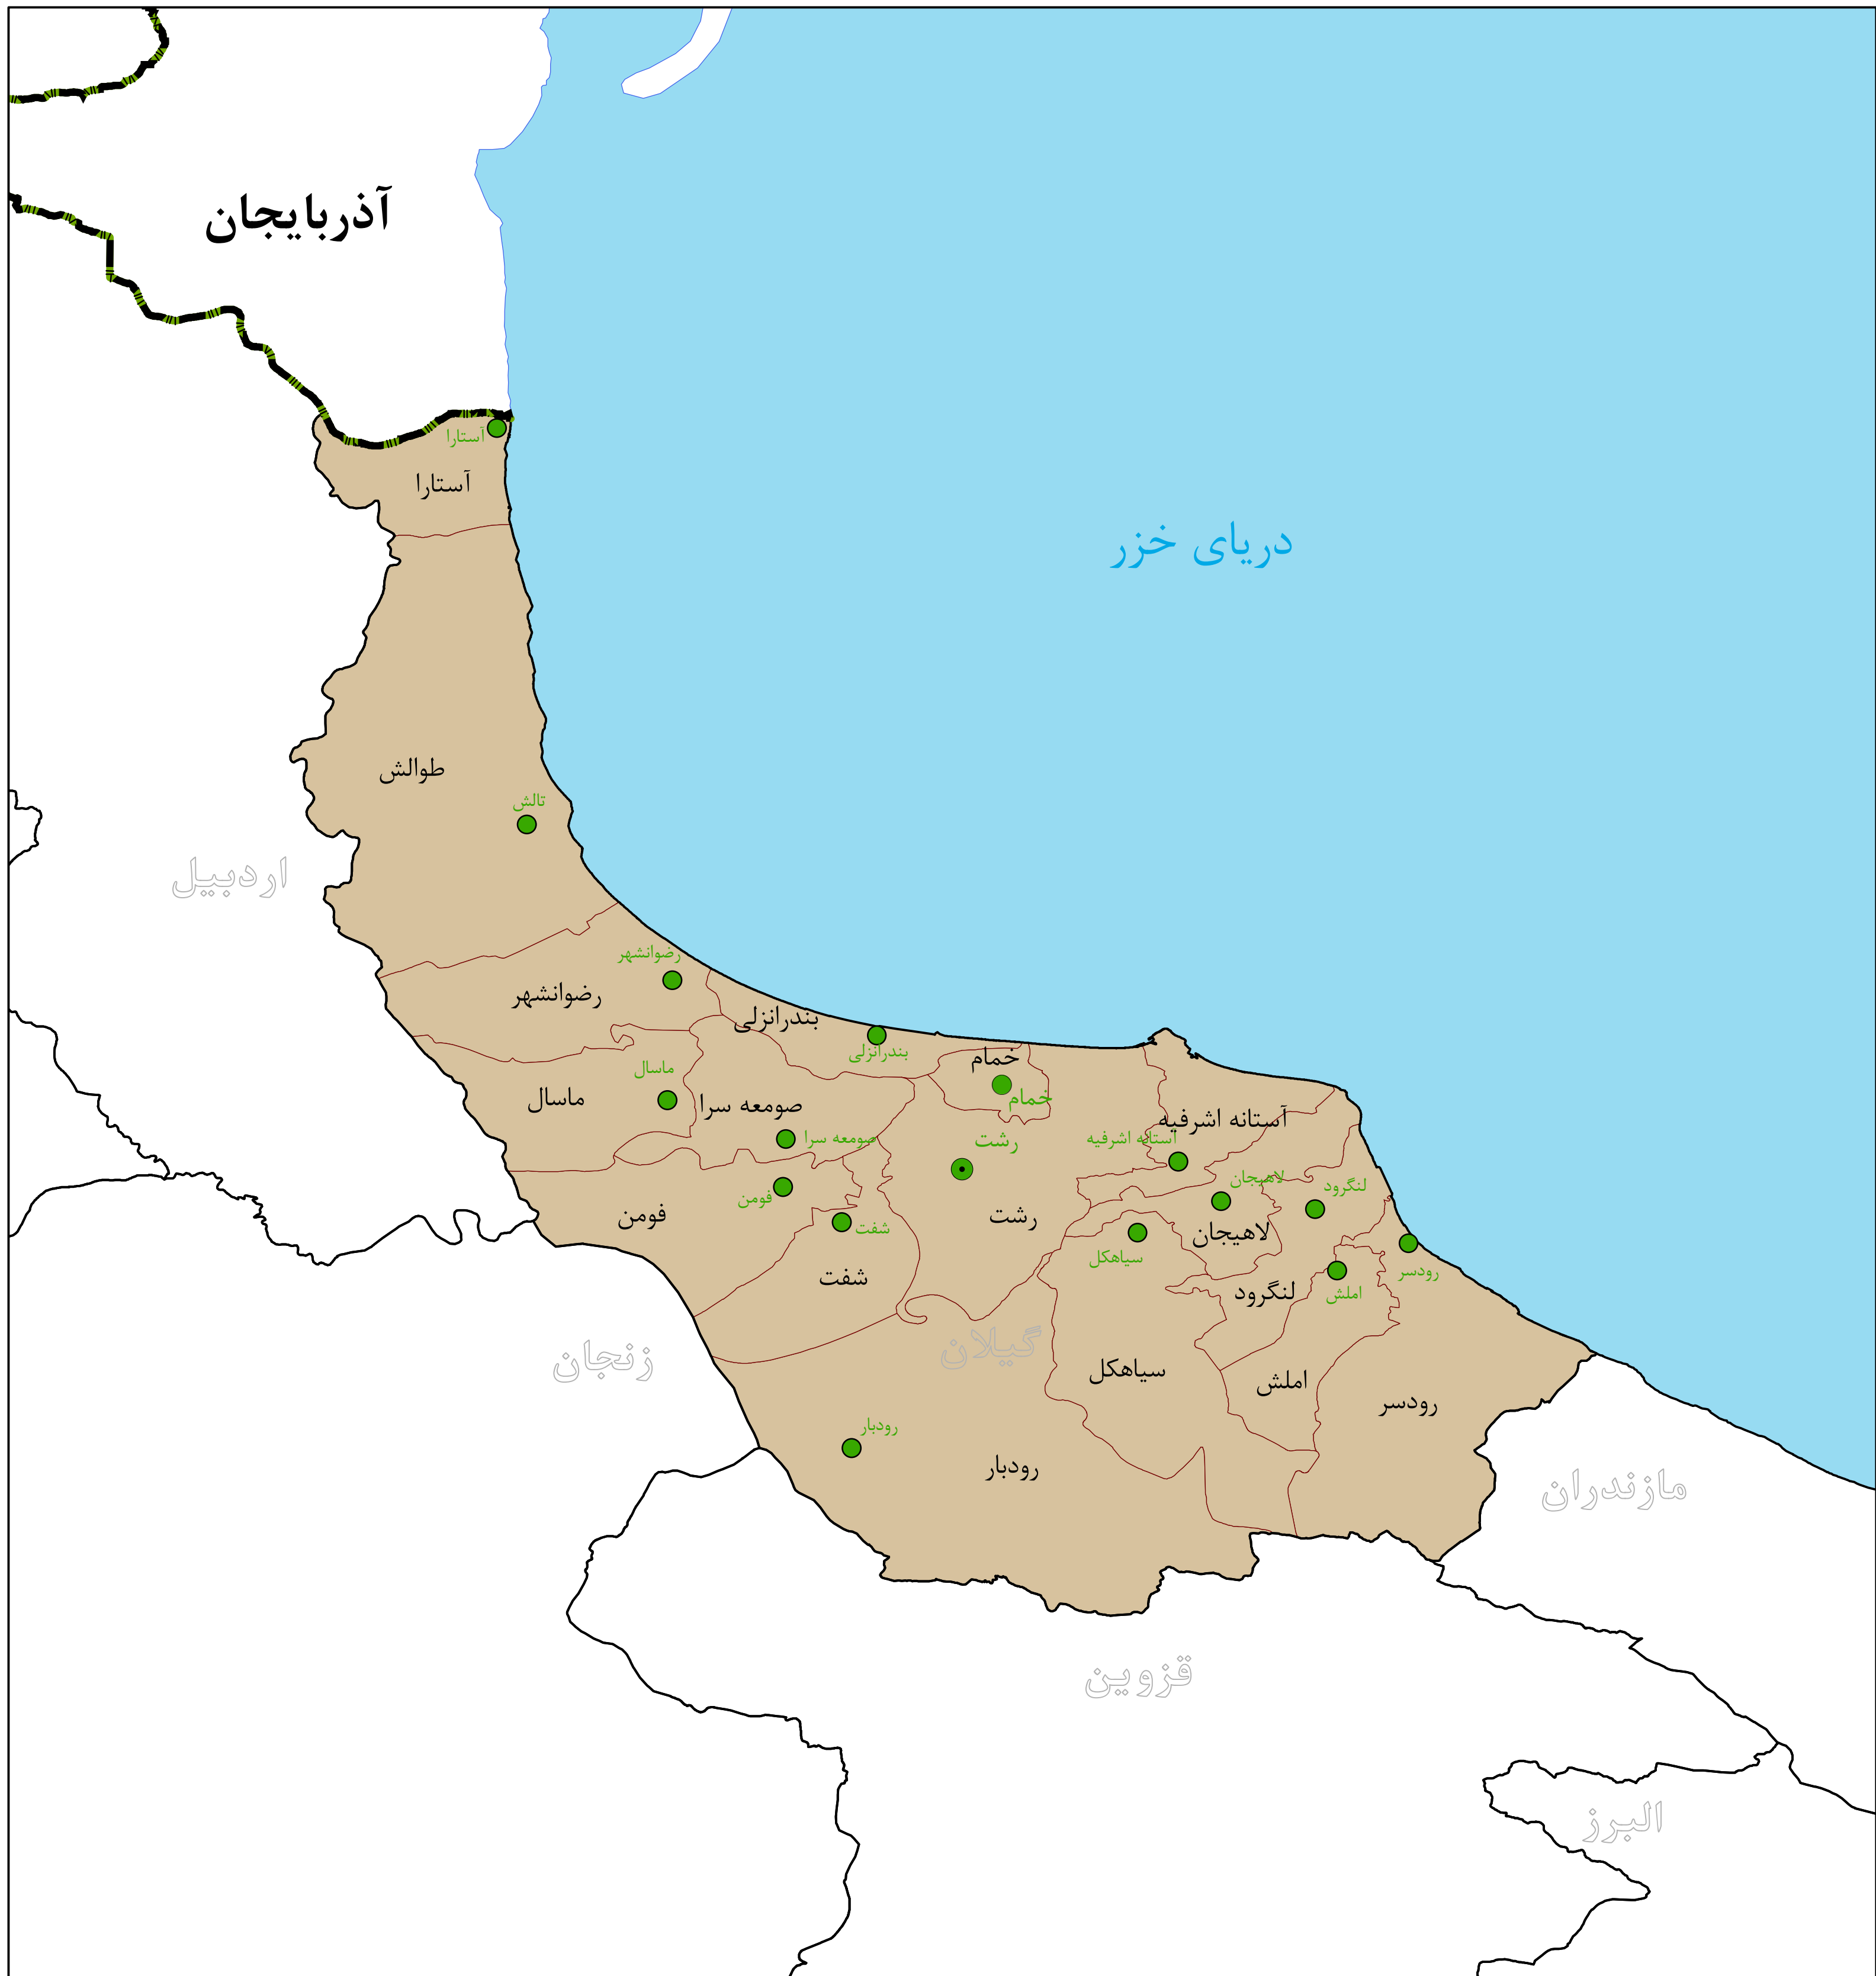 آذربایجان
آستارا
آستارا
دریای خزر
طوالش
تالش
اردبیل
رضوانشهر
رضوانشهر
بندرانزلی
بندرانزلی
خمام
خمام
ماسال
ماسال
صومعه سرا
صومعه سرا
آستانه اشرفیه
آستانه اشرفیه
رشت
رشت
لاهیجان
لاهیجان
لنگرود
لنگرود
فومن
فومن
شفت
شفت
سیاهکل
سیاهکل
رودسر
رودسر
املش
املش
گیلان
زنجان
رودبار
رودبار
مازندران
قزوین
البرز